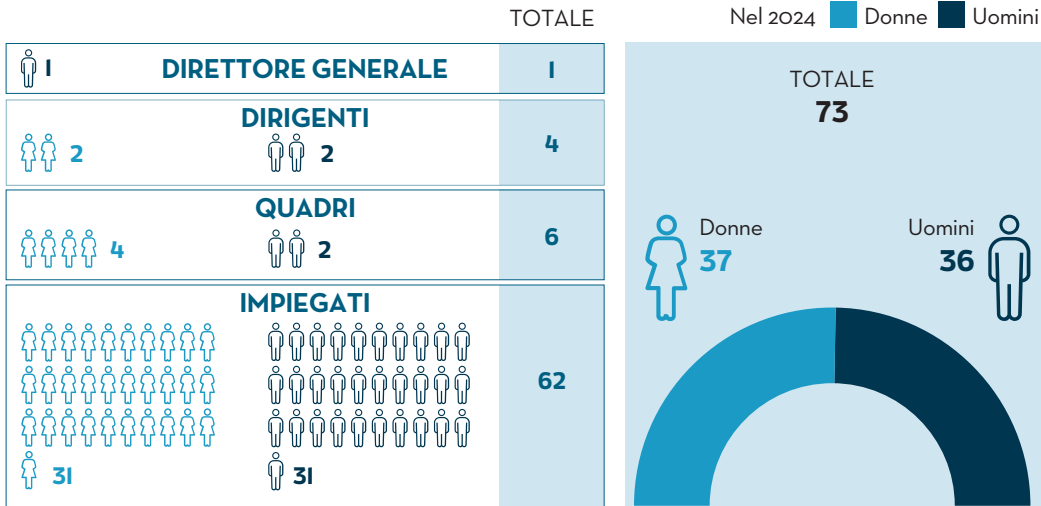 TOTALE
1 DIRETTORE GENERALE 1
DIRIGENTI
2 2 4
QUADRI
4 2 6
IMPIEGATI
62
31 31
Nel 2024 Donne Uomini
TOTALE
73
Donne Uomini
37 36